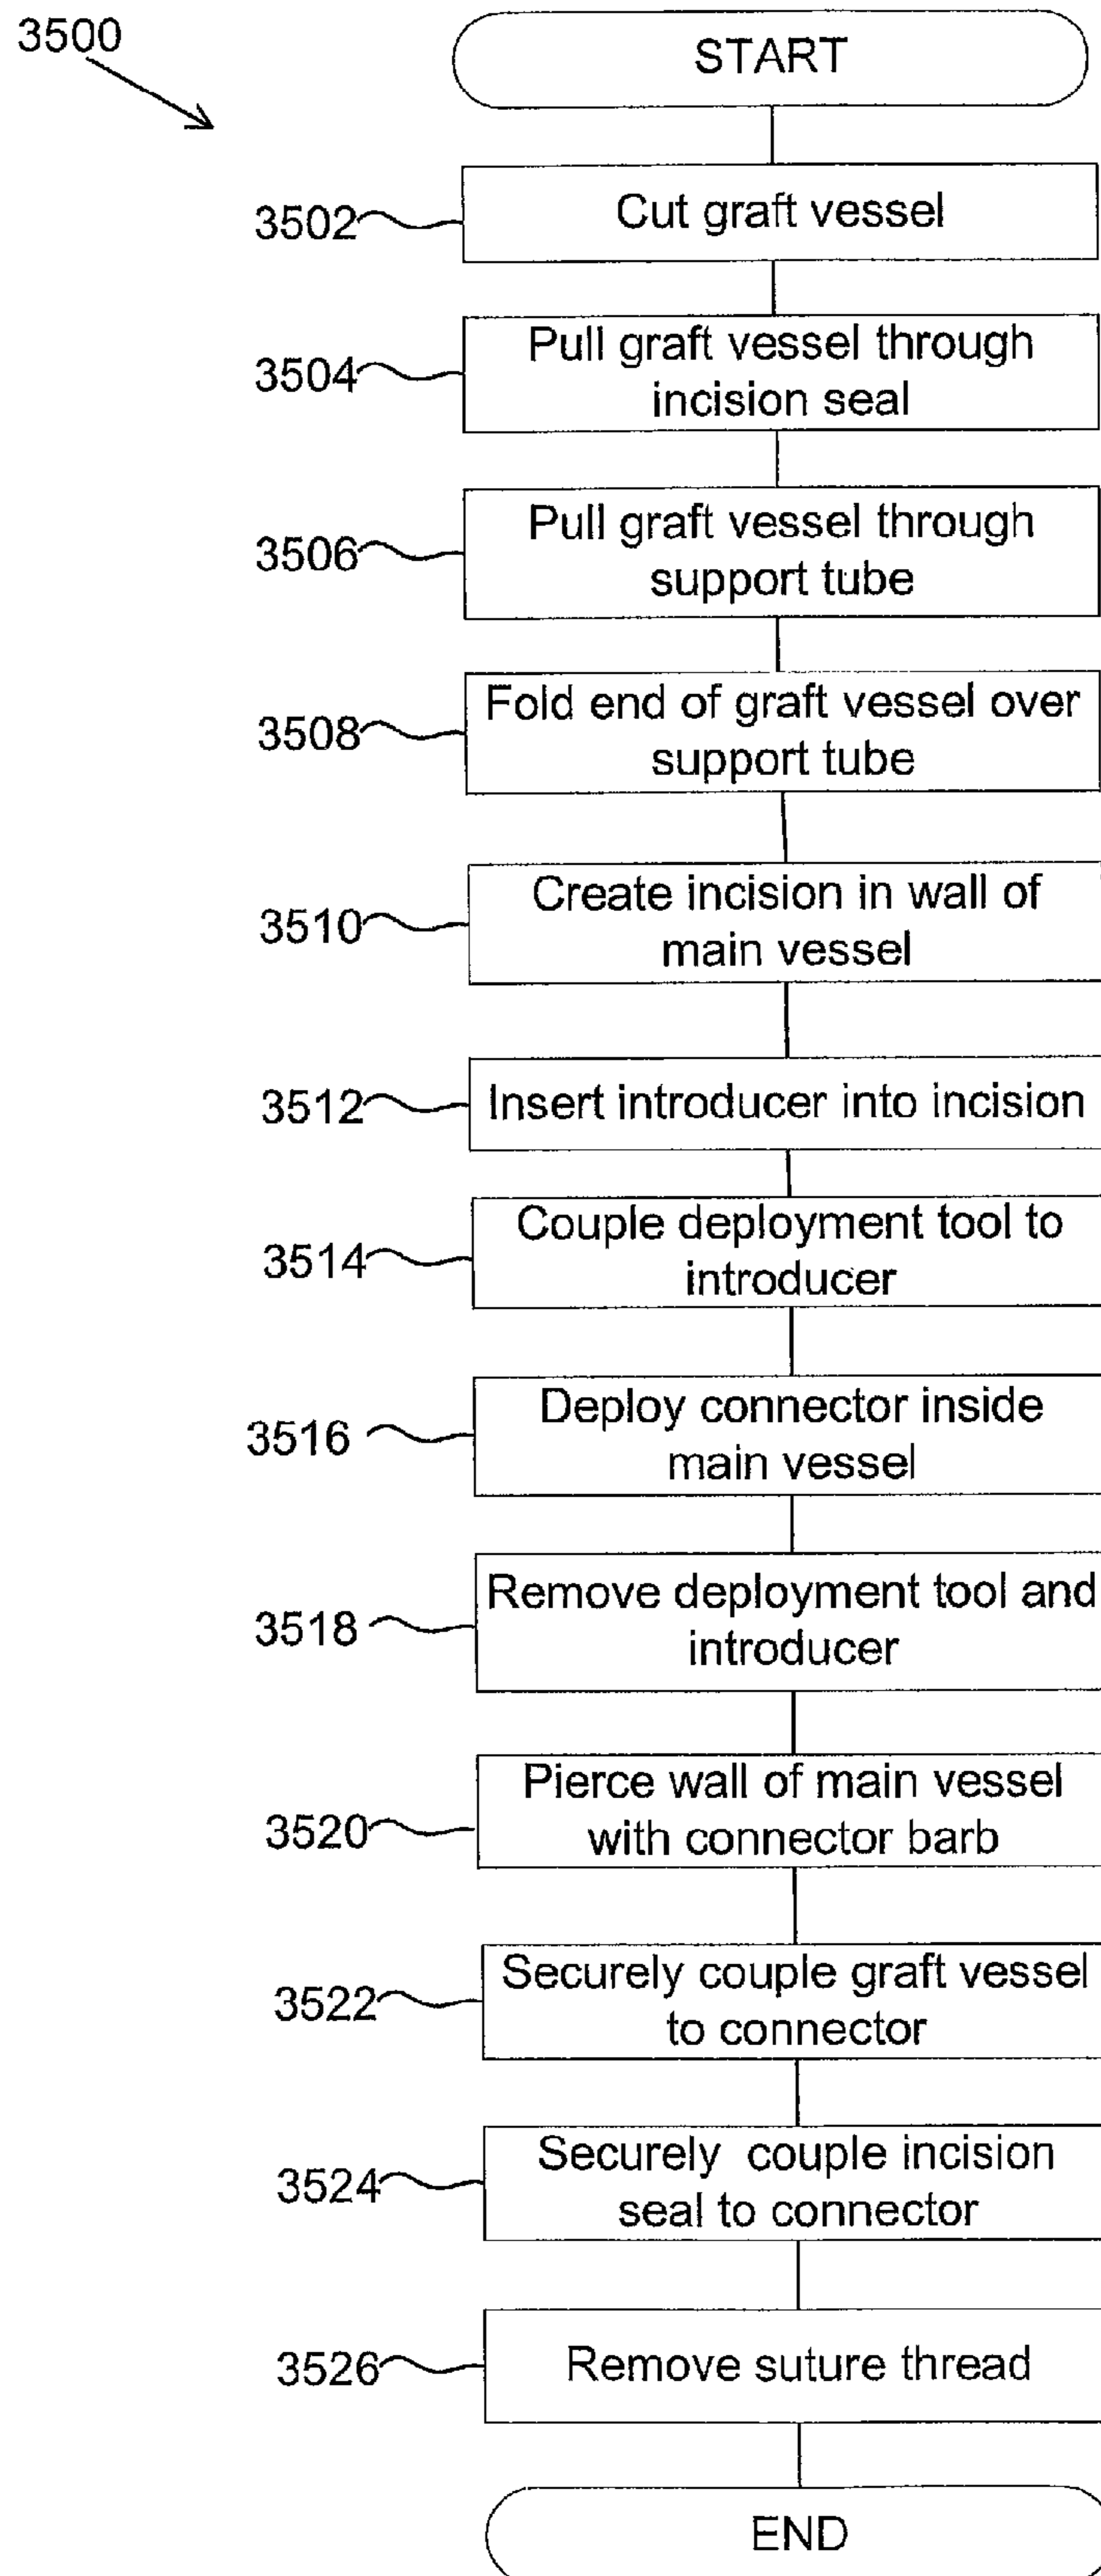 3500
START
3502
Cut graft vessel
3504
Pull graft vessel through
incision seal
3506
Pull graft vessel through
support tube
3508
Fold end of graft vessel over
support tube
3510
Create incision in wall of
main vessel
3512
Insert introducer into incision
3514
Couple deployment tool to
introducer
3516
Deploy connector inside
main vessel
3518
Remove deployment tool and
introducer
3520
Pierce wall of main vessel
with connector barb
3522
Securely couple graft vessel
to connector
3524
Securely couple incision
seal to connector
3526
Remove suture thread
END